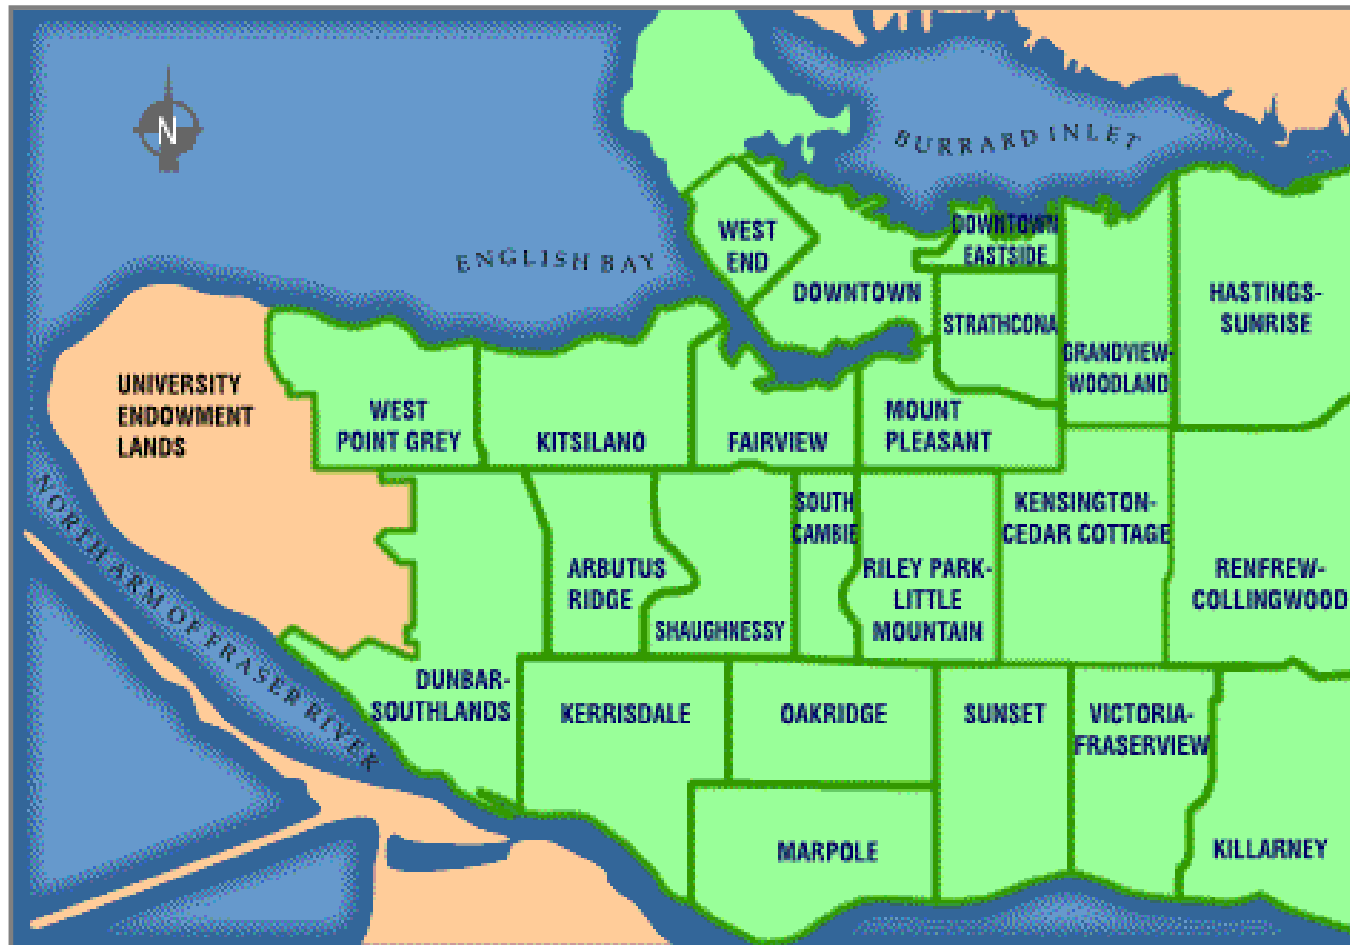 N
BURRARD INLET
ENGLISH BAY
WEST
END
DOWNTOWN
EASTSIDE
DOWNTOWN
STRATHCONA
HASTINGS-
SUNRISE
GRANDVIEW-
WOODLAND
UNIVERSITY
ENDOWMENT
LANDS
WEST
POINT GREY
KITSILANO
FAIRVIEW
MOUNT
PLEASANT
NORTH ARM OF FRASER RIVER
ARBUTUS
RIDGE
SHAUGHNESSY
SOUTH
CAMBIE
RILEY PARK-
LITTLE
MOUNTAIN
KENSINGTON-
CEDAR COTTAGE
RENFREW-
COLLINGWOOD
DUNBAR-
SOUTHLANDS
KERRISDALE
OAKRIDGE
SUNSET
VICTORIA-
FRASERVIEW
MARPOLE
KILLARNEY